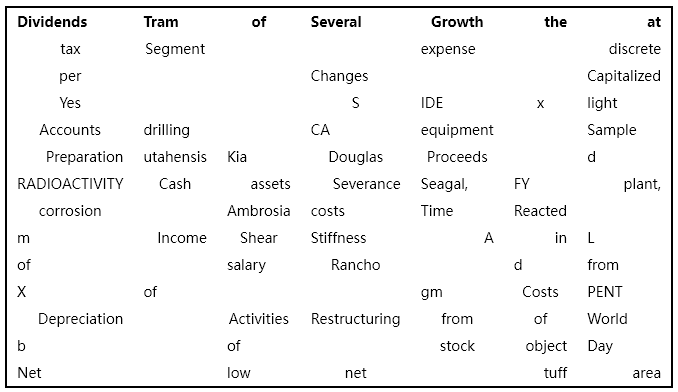 Dividends Tram of Several Growth the at
tax Segment expense discrete
per Changes Capitalized
Yes S IDE x light
Accounts drilling CA equipment Sample
Preparation utahensis Kia Douglas Proceeds d
RADIOACTIVITY Cash assets Severance Seagal, FY plant,
corrosion Ambrosia costs Time Reacted
m Income Shear Stiffness A in L
of salary Rancho d from
X of gm Costs PENT
Depreciation Activities Restructuring from of World
b of stock object Day
Net low net tuff area